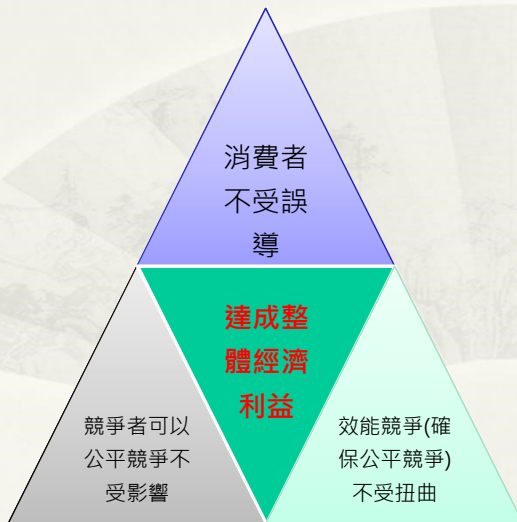 消費者
不受誤
導
達成整
體經濟
利益
競爭者可以
公平競爭不
受影響
效能競爭(確
保公平競爭)
不受扭曲